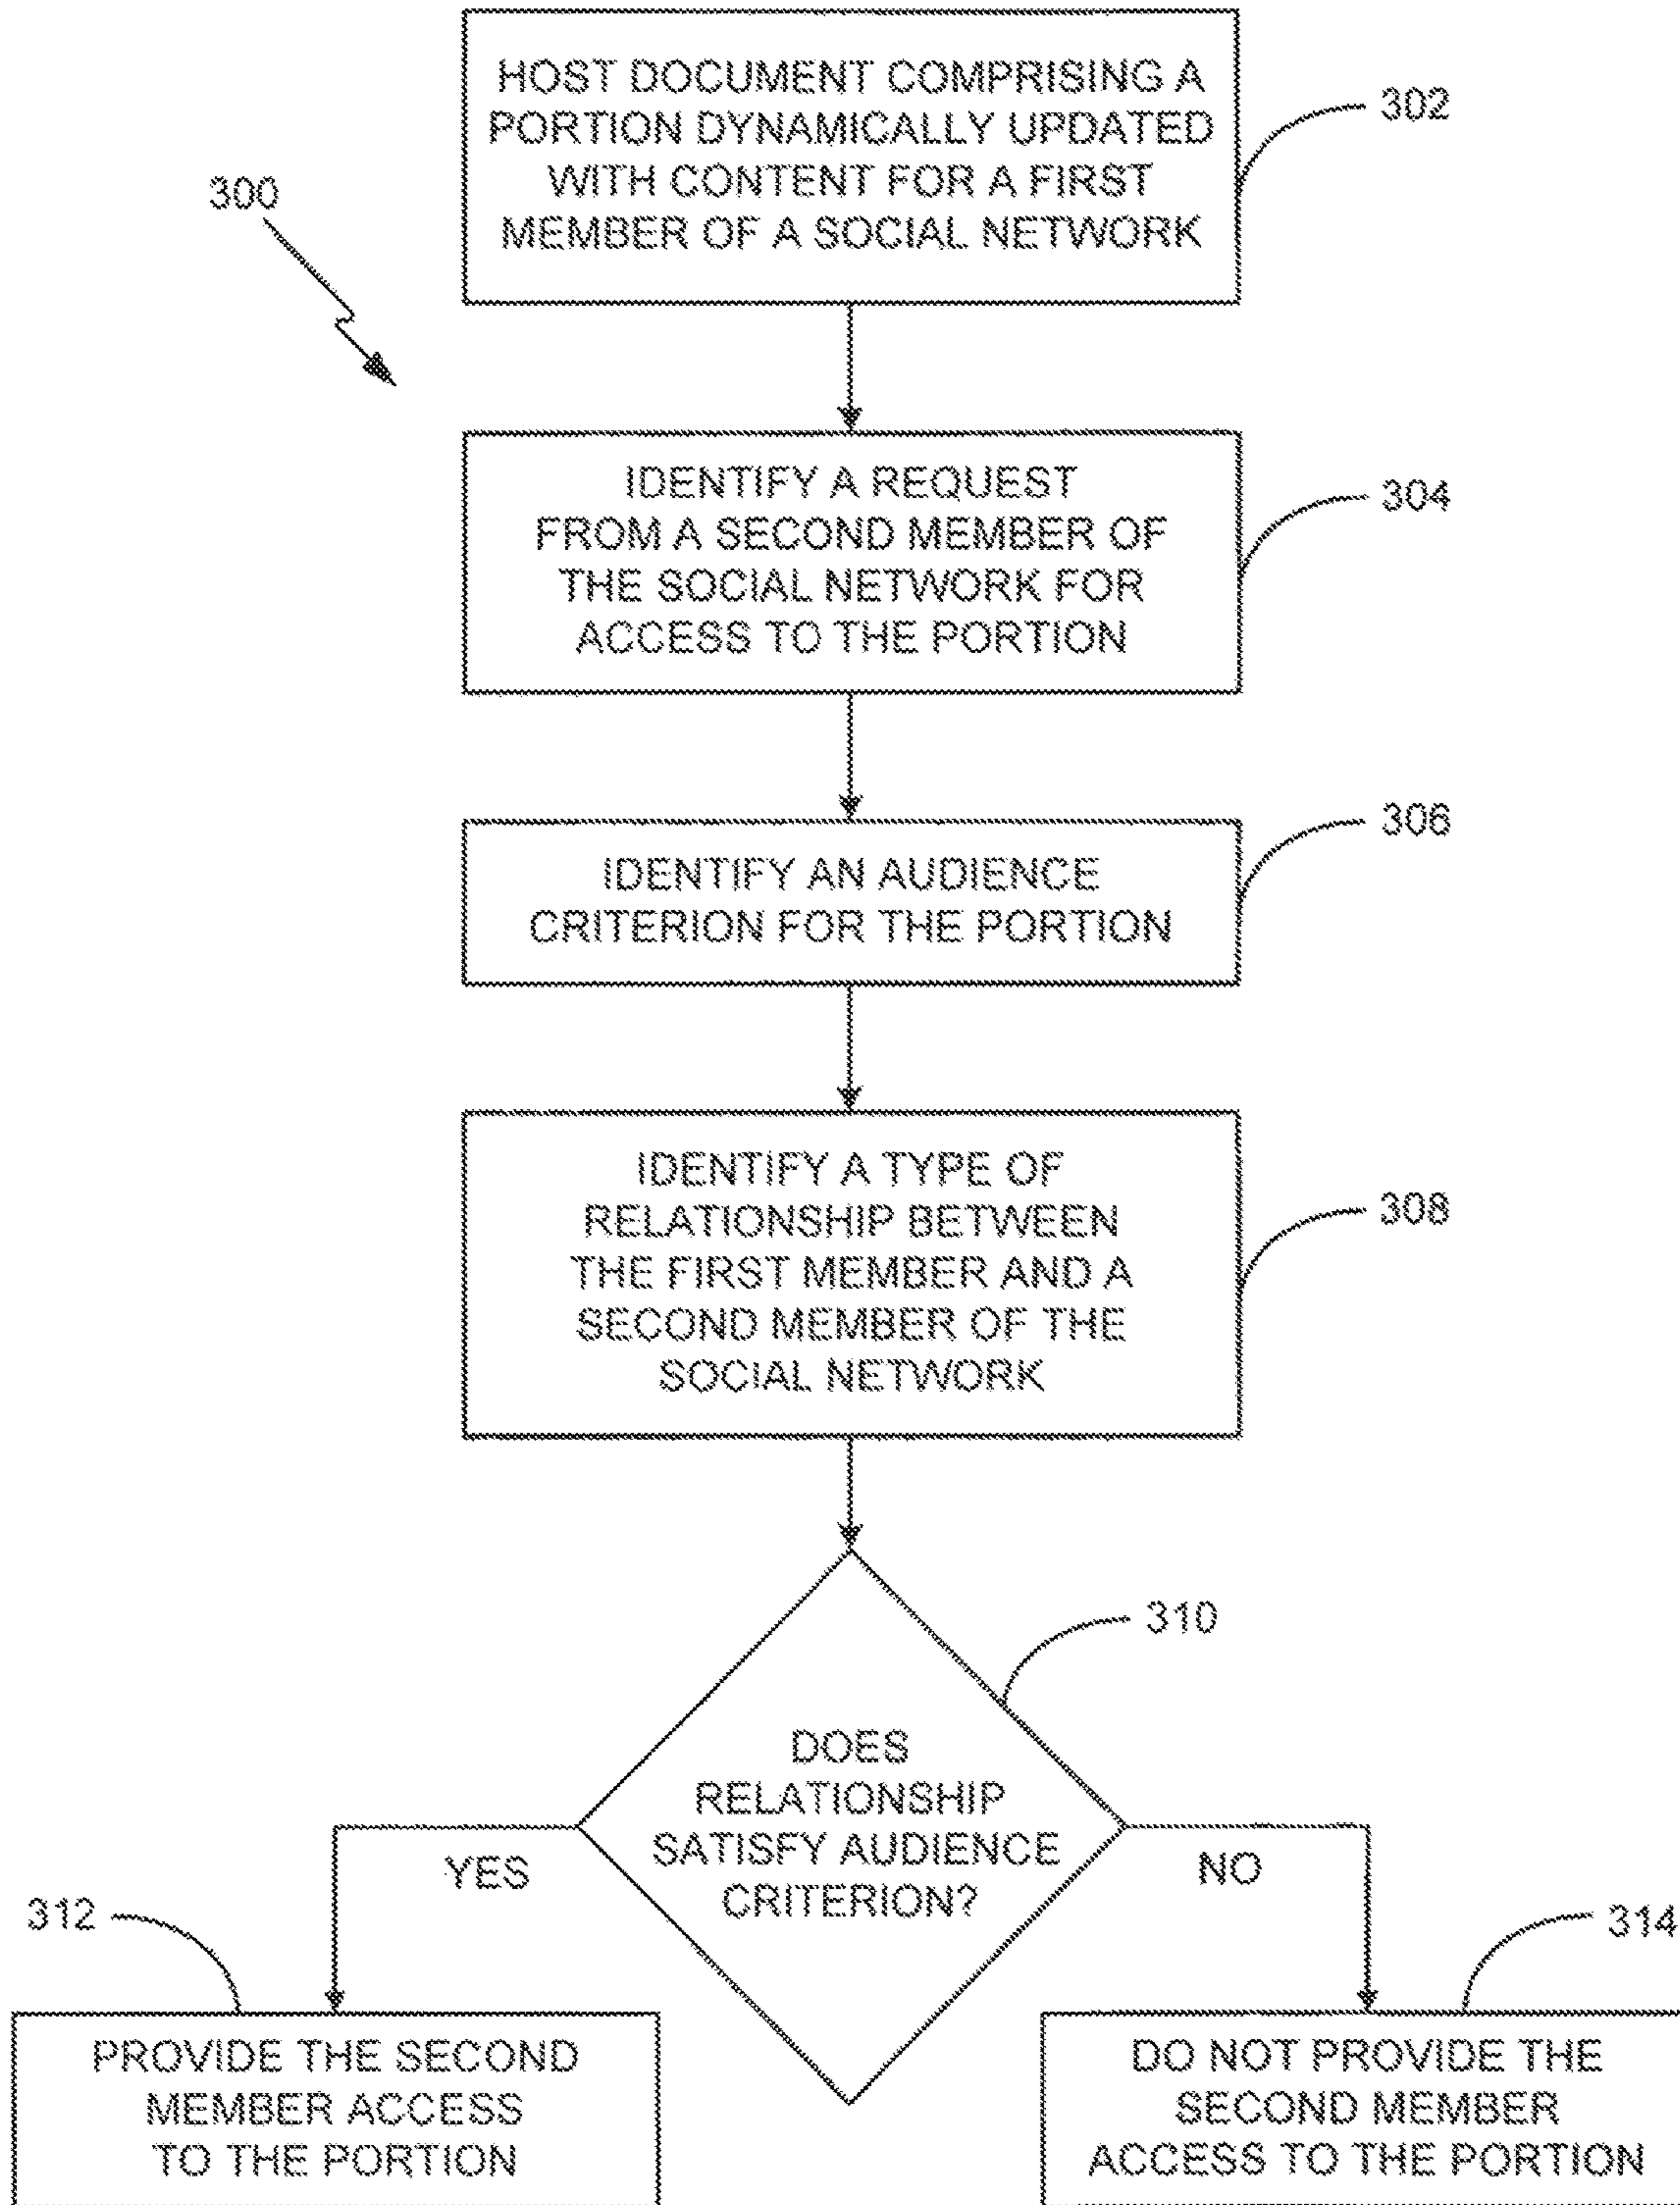 HOST DOCUMENT COMPRISING A
PORTION DYNAMICALLY UPDATED
WITH CONTENT FOR A FIRST
MEMBER OF A SOCIAL NETWORK
302
300
IDENTIFY A REQUEST
FROM A SECOND MEMBER OF
THE SOCIAL NETWORK FOR
ACCESS TO THE PORTION
304
IDENTIFY AN AUDIENCE
CRITERION FOR THE PORTION
306
IDENTIFY A TYPE OF
RELATIONSHIP BETWEEN
THE FIRST MEMBER AND A
SECOND MEMBER OF THE
SOCIAL NETWORK
308
310
DOES
RELATIONSHIP
SATISFY AUDIENCE
CRITERION?
YES
NO
312
PROVIDE THE SECOND
MEMBER ACCESS
TO THE PORTION
314
DO NOT PROVIDE THE
SECOND MEMBER
ACCESS TO THE PORTION